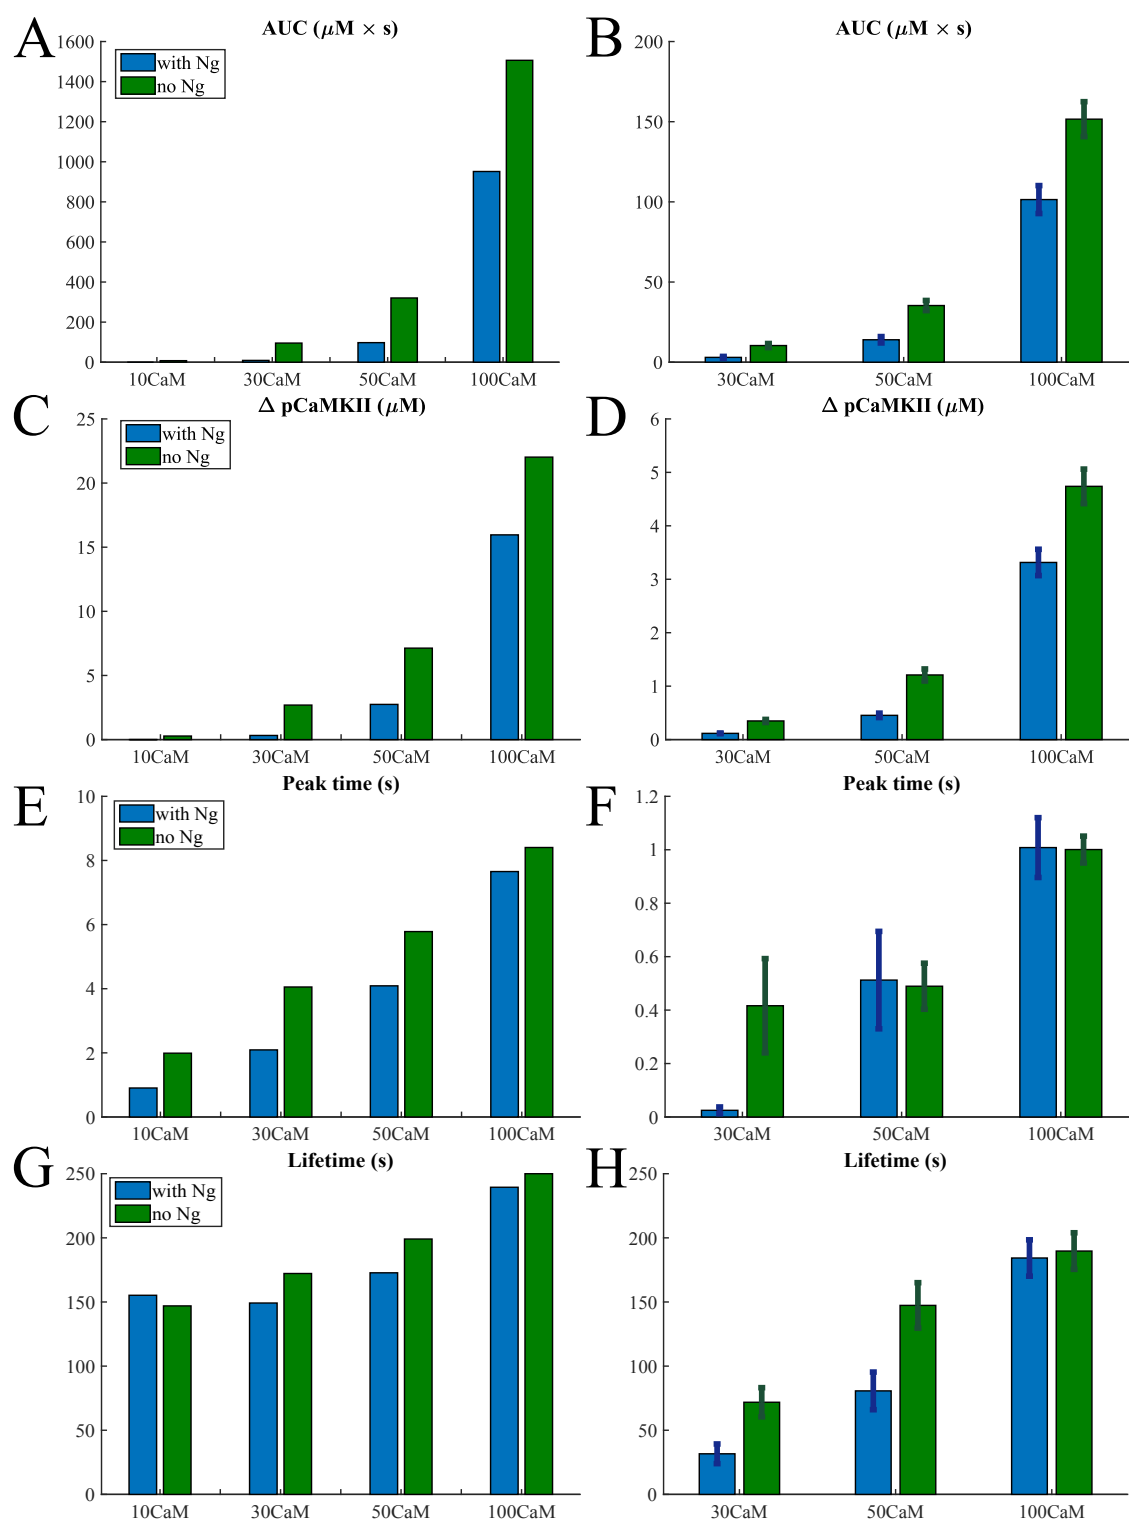 A
AUC (μM × s)
1600
1400
1200
1000
800
600
400
200
0
with Ng
no Ng
10CaM
30CaM
50CaM
100CaM
B
AUC (μM × s)
200
150
100
50
0
30CaM
50CaM
100CaM
C
Δ pCaMKII (μM)
25
20
15
10
5
0
with Ng
no Ng
10CaM
30CaM
50CaM
100CaM
D
Δ pCaMKII (μM)
6
5
4
3
2
1
0
30CaM
50CaM
100CaM
E
Peak time (s)
10
8
6
4
2
0
with Ng
no Ng
10CaM
30CaM
50CaM
100CaM
F
Peak time (s)
1.2
1
0.8
0.6
0.4
0.2
0
30CaM
50CaM
100CaM
G
Lifetime (s)
250
200
150
100
50
0
with Ng
no Ng
10CaM
30CaM
50CaM
100CaM
H
Lifetime (s)
250
200
150
100
50
0
30CaM
50CaM
100CaM